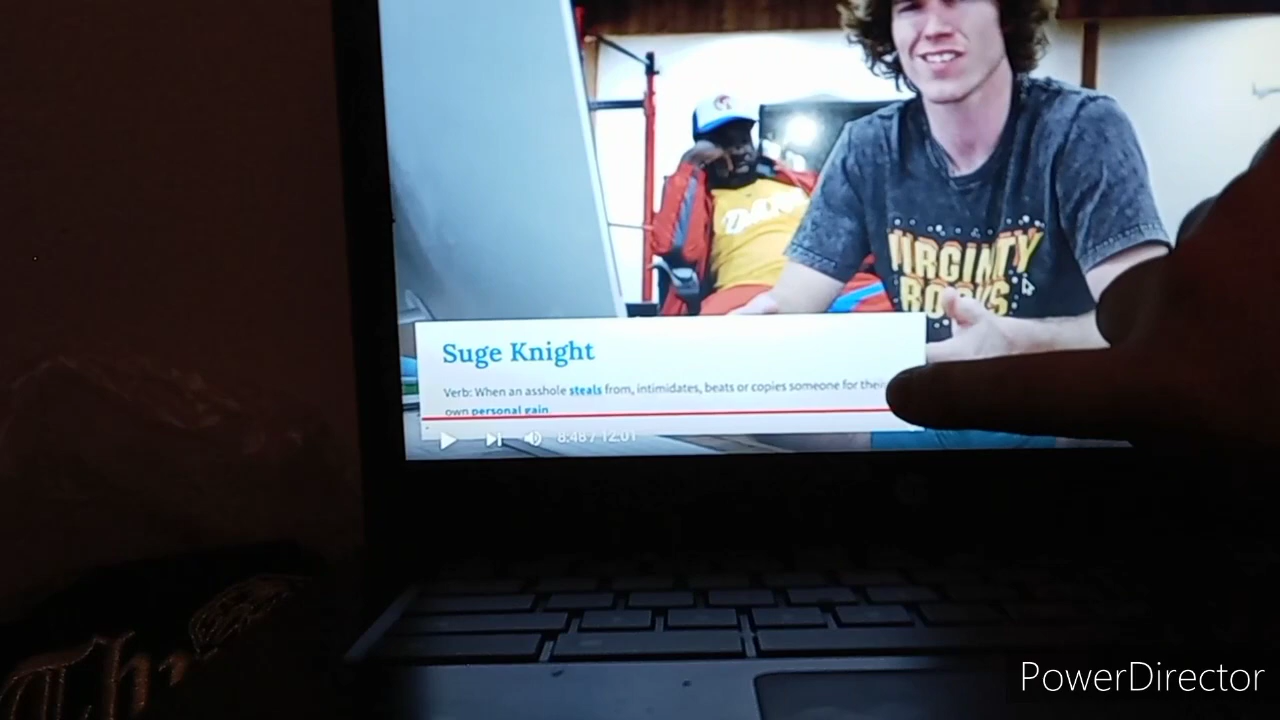 VIRGINITY
ROCKS
Suge Knight
Verb: When an asshole steals from, intimidates, beats or copies someone for their
own personal gain
8:48 / 12:01
PowerDirector